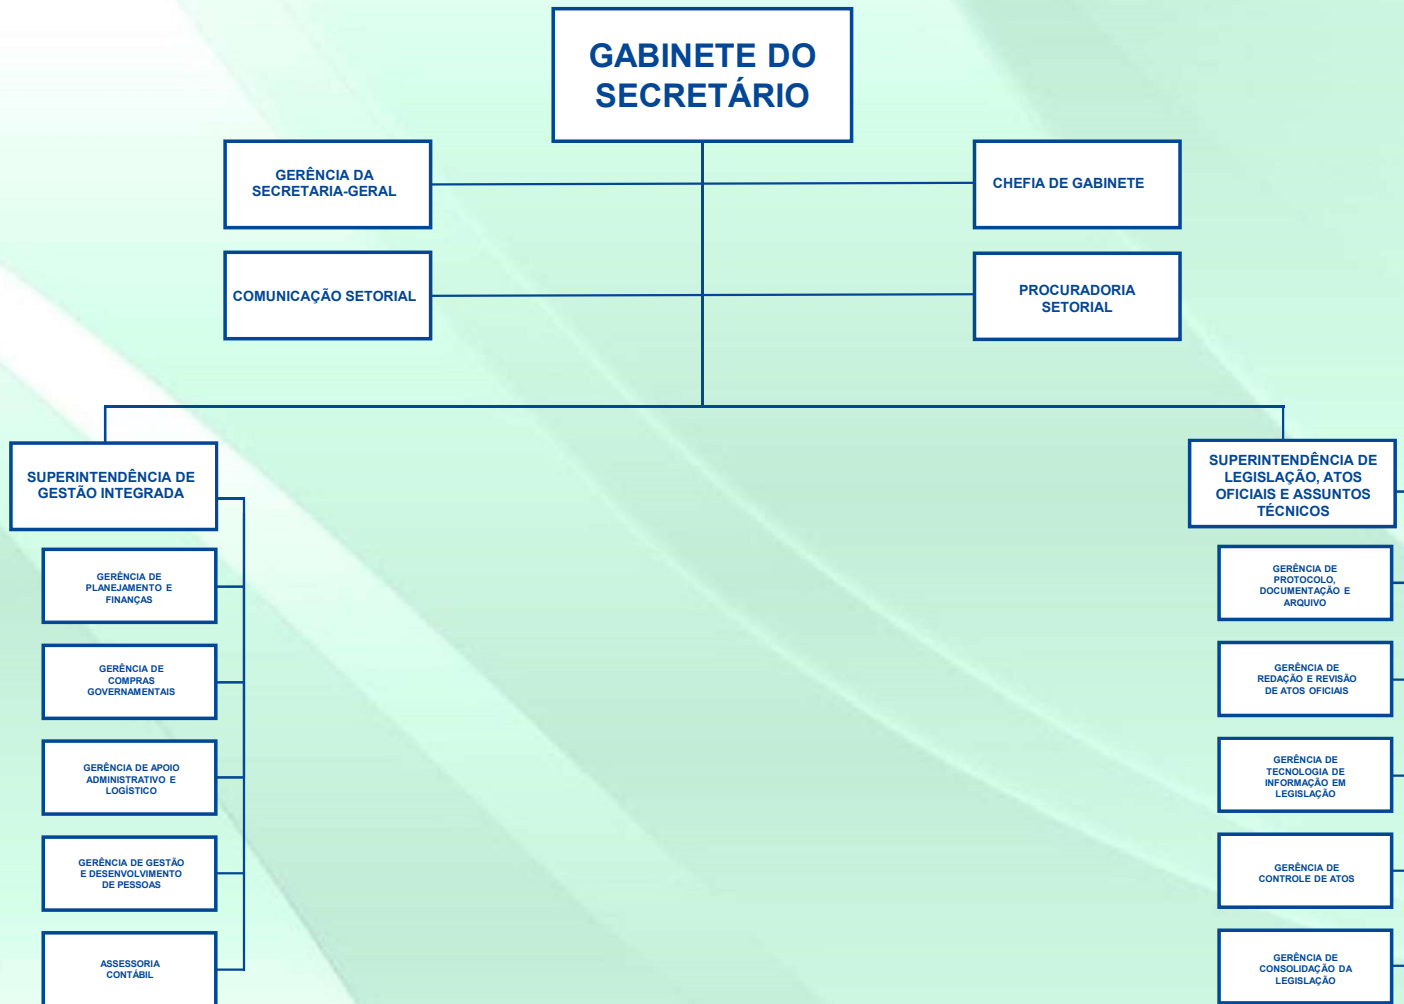 GABINETE DO
SECRETÁRIO
GERÊNCIA DA
SECRETARIA-GERAL
CHEFIA DE GABINETE
COMUNICAÇÃO SETORIAL
PROCURADORIA
SETORIAL
SUPERINTENDÊNCIA DE
GESTÃO INTEGRADA
GERÊNCIA DE
PLANEJAMENTO E
FINANÇAS
GERÊNCIA DE
COMPRAS
GOVERNAMENTAIS
GERÊNCIA DE APOIO
ADMINISTRATIVO E
LOGÍSTICO
GERÊNCIA DE GESTÃO
E DESENVOLVIMENTO
DE PESSOAS
ASSESSORIA
CONTÁBIL
SUPERINTENDÊNCIA DE
LEGISLAÇÃO, ATOS
OFICIAIS E ASSUNTOS
TÉCNICOS
GERÊNCIA DE
PROTOCOLO,
DOCUMENTAÇÃO E
ARQUIVO
GERÊNCIA DE
REDAÇÃO E REVISÃO
DE ATOS OFICIAIS
GERÊNCIA DE
TECNOLOGIA DE
INFORMAÇÃO EM
LEGISLAÇÃO
GERÊNCIA DE
CONTROLE DE ATOS
GERÊNCIA DE
CONSOLIDAÇÃO DA
LEGISLAÇÃO